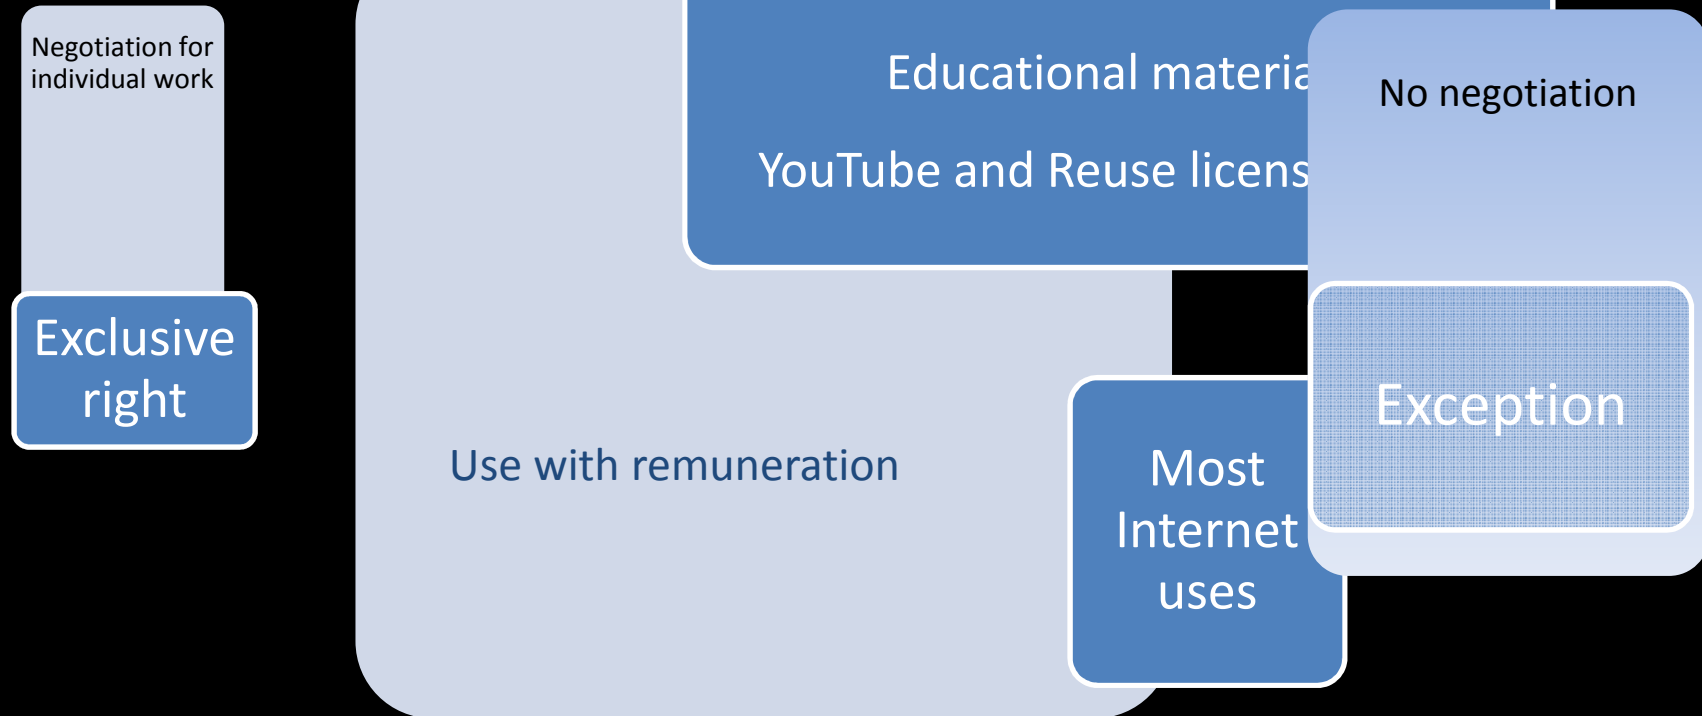 Negotiation for
individual work
Exclusive
right
Educational materia
YouTube and Reuse licens
Use with remuneration
Most
Internet
uses
No negotiation
Exception